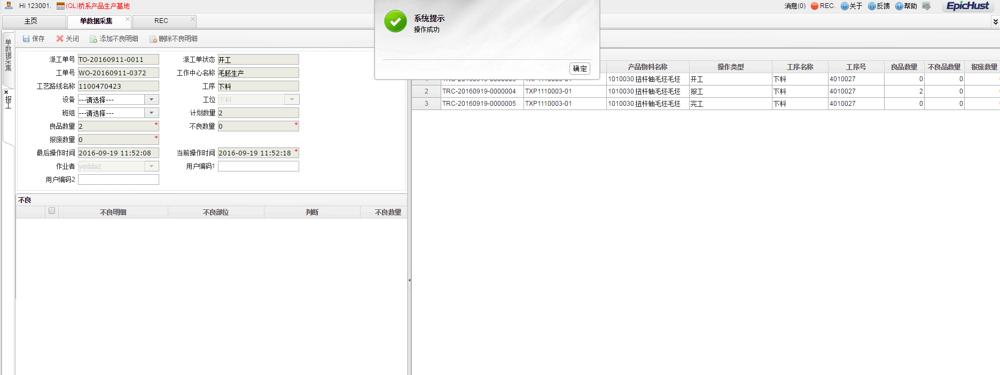 Hi 123001. (QL)桥系产品生产基地
消息(0) REC. 关于 反馈 帮助 EpicHust
主页 单数据采集 REC
系统提示
操作成功
确定
单数据采集
报工
保存 关闭 添加不良明细 删除不良明细
派工单号 TO-20160911-0011 派工单状态 开工
工单号 WO-20160911-0372 工作中心名称 毛胚生产
工艺路线名称 1100470423 工序 下料
设备 ---请选择--- 工位 下料
班组 ---请选择--- 计划数量 2
良品数量 2 * 不良数量 0 *
报废数量 0 *
最后操作时间 2016-09-19 11:52:08 当前操作时间 2016-09-19 11:52:18 *
作业者 yedda2 用户编码1
用户编码2
不良
不良明细 不良部位 判断 不良数量
产品物料名称 操作类型 工序名称 工序号 良品数量 不良品数量 报废数量
1 TRC-20160919-0000003 TXP1110003-01 1010030 扭杆轴毛坯毛坯 开工 下料 4010027 0 0
2 TRC-20160919-0000004 TXP1110003-01 1010030 扭杆轴毛坯毛坯 报工 下料 4010027 2 0
3 TRC-20160919-0000005 TXP1110003-01 1010030 扭杆轴毛坯毛坯 完工 下料 4010027 0 0